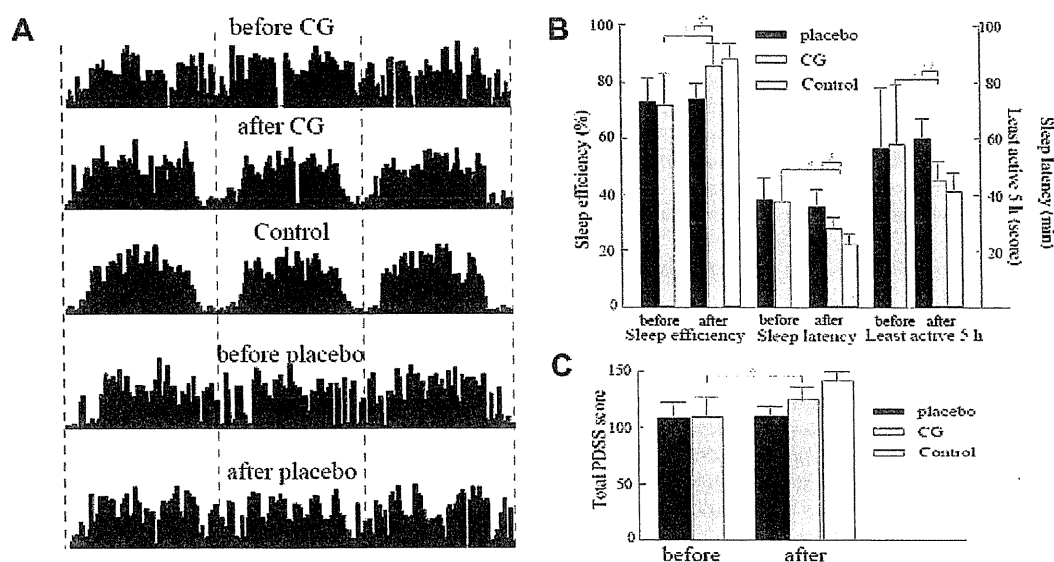 A
before CG
after CG
Control
before placebo
after placebo
B
100
80
60
40
20
0
Sleep efficiency (%)
placebo
CG
Control
100
80
60
40
20
Least active 5 h (score)
Sleep latency (min)
before after
Sleep efficiency
before after
Sleep latency
before after
Least active 5 h
C
150
100
50
0
Total PDSS score
placebo
CG
Control
before
after